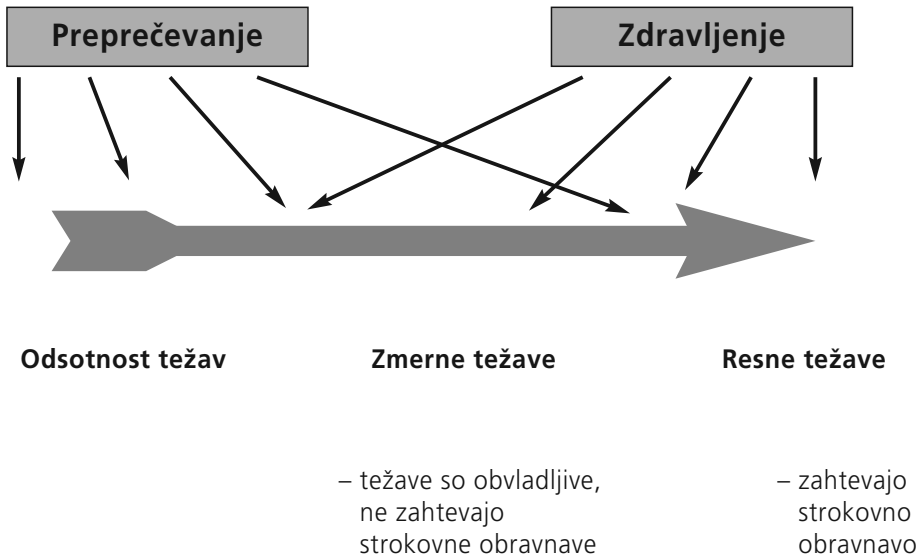 Preprečevanje
Zdravljenje
Odsotnost težav
Zmerne težave
Resne težave
– težave so obvladljive,
ne zahtevajo
strokovne obravnave
– zahtevajo
strokovno
obravnavo